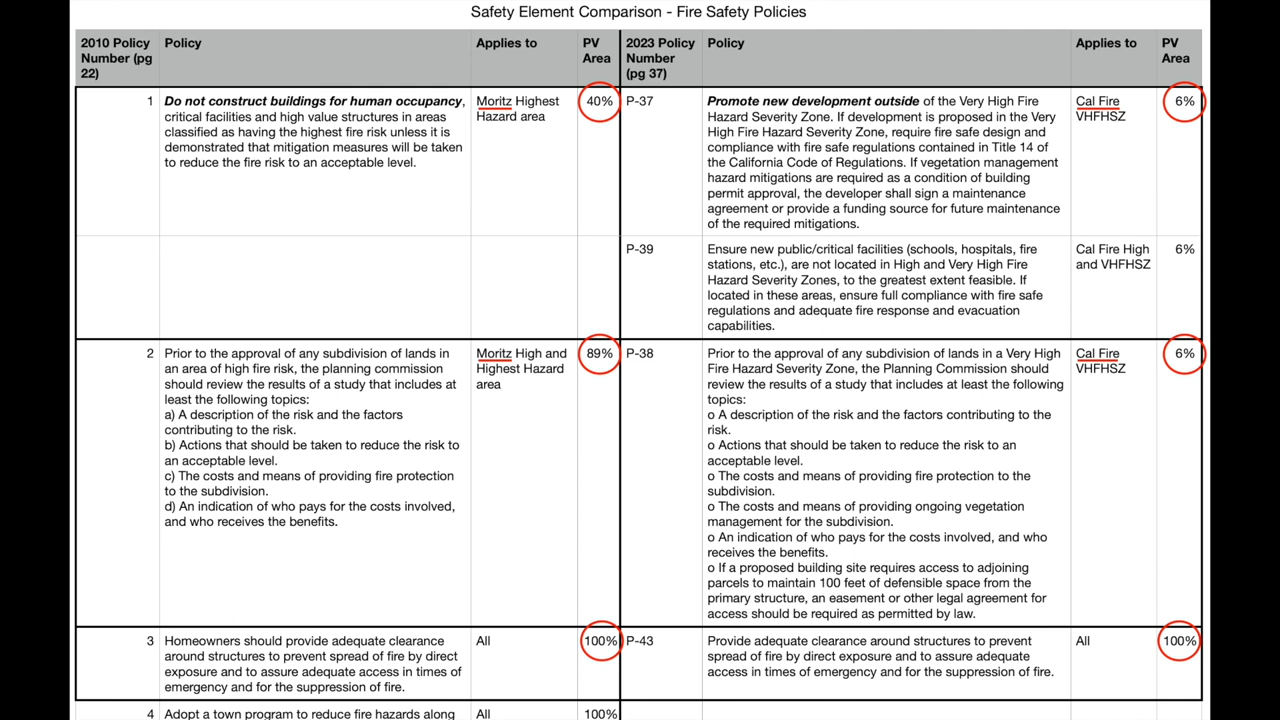 Safety Element Comparison - Fire Safety Policies
2010 Policy
Number (pg
22)
Policy
Applies to
PV
Area
2023 Policy
Number
(pg 37)
Policy
Applies to
PV
Area
1
Do not construct buildings for human occupancy,
critical facilities and high value structures in areas
classified as having the highest fire risk unless it is
demonstrated that mitigation measures will be taken
to reduce the fire risk to an acceptable level.
Moritz Highest
Hazard area
40%
P-37
Promote new development outside of the Very High Fire
Hazard Severity Zone. If development is proposed in the Very
High Fire Hazard Severity Zone, require fire safe design and
compliance with fire safe regulations contained in Title 14 of
the California Code of Regulations. If vegetation management
hazard mitigations are required as a condition of building
permit approval, the developer shall sign a maintenance
agreement or provide a funding source for future maintenance
of the required mitigations.
Cal Fire
VHFHSZ
6%
P-39
Ensure new public/critical facilities (schools, hospitals, fire
stations, etc.), are not located in High and Very High Fire
Hazard Severity Zones, to the greatest extent feasible. If
located in these areas, ensure full compliance with fire safe
regulations and adequate fire response and evacuation
capabilities.
Cal Fire High
and VHFHSZ
6%
2
Prior to the approval of any subdivision of lands in
an area of high fire risk, the planning commission
should review the results of a study that includes at
least the following topics:
a) A description of the risk and the factors
contributing to the risk.
b) Actions that should be taken to reduce the risk to
an acceptable level.
c) The costs and means of providing fire protection
to the subdivision.
d) An indication of who pays for the costs involved,
and who receives the benefits.
Moritz High and
Highest Hazard
area
89%
P-38
Prior to the approval of any subdivision of lands in a Very High
Fire Hazard Severity Zone, the Planning Commission should
review the results of a study that includes at least the following
topics:
o A description of the risk and the factors contributing to the
risk.
o Actions that should be taken to reduce the risk to an
acceptable level.
o The costs and means of providing fire protection to the
subdivision.
o The costs and means of providing ongoing vegetation
management for the subdivision.
o An indication of who pays for the costs involved, and who
receives the benefits.
o If a proposed building site requires access to adjoining
parcels to maintain 100 feet of defensible space from the
primary structure, an easement or other legal agreement for
access should be required as permitted by law.
Cal Fire
VHFHSZ
6%
3
Homeowners should provide adequate clearance
around structures to prevent spread of fire by direct
exposure and to assure adequate access in times of
emergency and for the suppression of fire.
All
100%
P-43
Provide adequate clearance around structures to prevent
spread of fire by direct exposure and to assure adequate
access in times of emergency and for the suppression of fire.
All
100%
4
Adopt a town program to reduce fire hazards along
All
100%